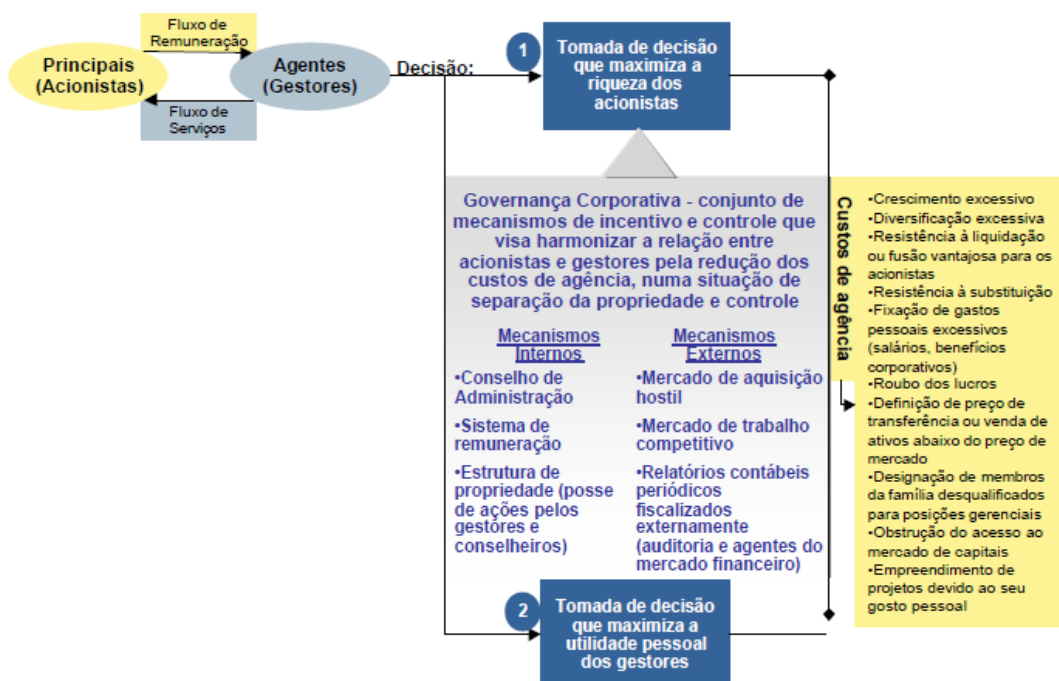 Fluxo de
Remuneração
Principais
(Acionistas)
Agentes
(Gestores)
Fluxo de
Serviços
Decisão:
1
Tomada de decisão
que maximiza a
riqueza dos
acionistas
Governança Corporativa - conjunto de
mecanismos de incentivo e controle que
visa harmonizar a relação entre
acionistas e gestores pela redução dos
custos de agência, numa situação de
separação da propriedade e controle
Mecanismos
Internos
•Conselho de
Administração
•Sistema de
remuneração
•Estrutura de
propriedade (posse
de ações pelos
gestores e
conselheiros)
Mecanismos
Externos
•Mercado de aquisição
hostil
•Mercado de trabalho
competitivo
•Relatórios contábeis
periódicos
fiscalizados
externamente
(auditoria e agentes do
mercado financeiro)
2
Tomada de decisão
que maximiza a
utilidade pessoal
dos gestores
Custos de agência
•Crescimento excessivo
•Diversificação excessiva
•Resistência à liquidação
ou fusão vantajosa para os
acionistas
•Resistência à substituição
•Fixação de gastos
pessoais excessivos
(salários, benefícios
corporativos)
•Roubo dos lucros
•Definição de preço de
transferência ou venda de
ativos abaixo do preço de
mercado
•Designação de membros
da família desqualificados
para posições gerenciais
•Obstrução do acesso ao
mercado de capitais
•Empreendimento de
projetos devido ao seu
gosto pessoal